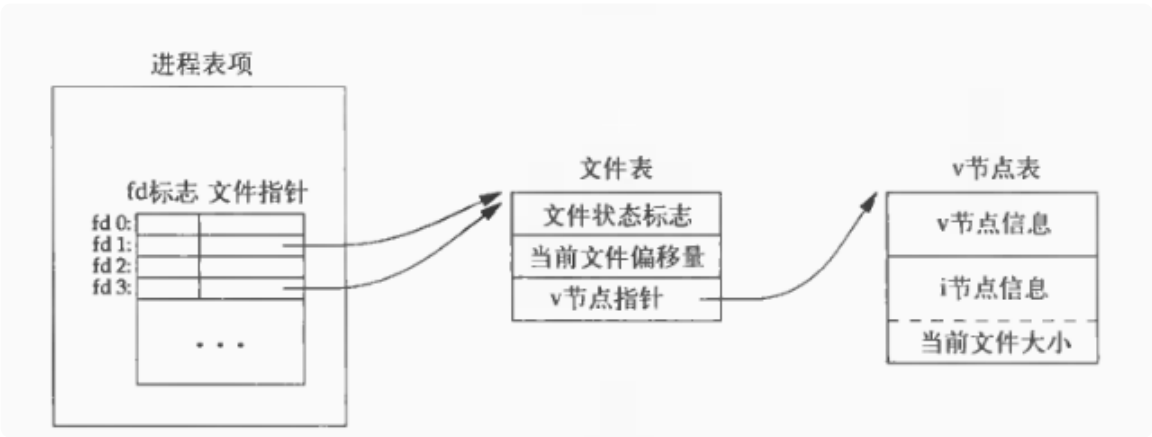 进程表项
fd标志 文件指针
fd 0:
fd 1:
fd 2:
fd 3:
...
文件表
文件状态标志
当前文件偏移量
v节点指针
v节点表
v节点信息
i节点信息
当前文件大小